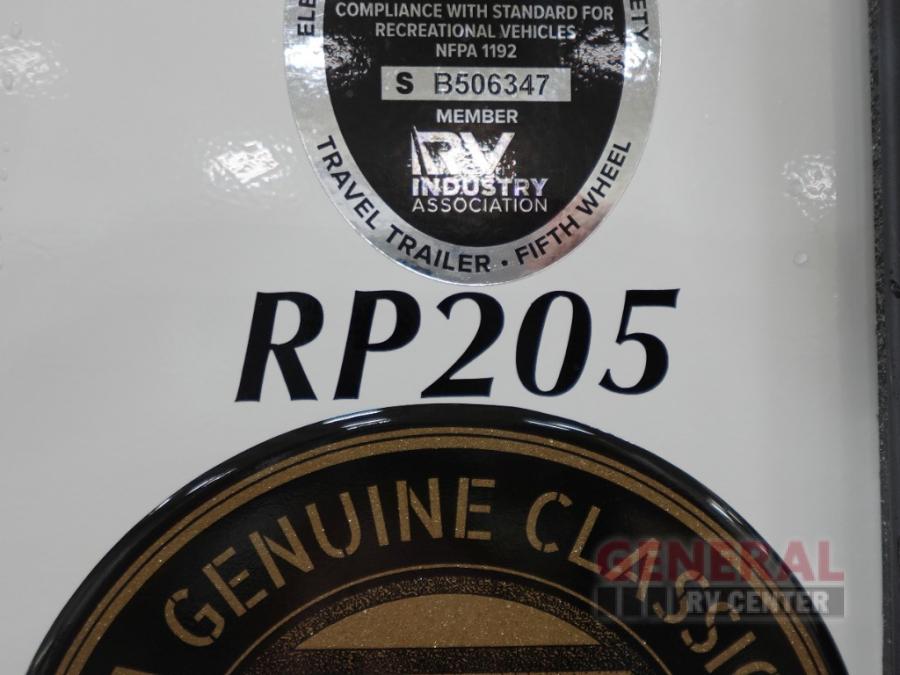 COMPLIANCE WITH STANDARD FOR
RECREATIONAL VEHICLES
NFPA 1192
S B506347
MEMBER
RV
INDUSTRY
ASSOCIATION
TRAVEL TRAILER • FIFTH WHEEL
RP205
GENUINE CLASSIC
GENERAL
RV CENTER